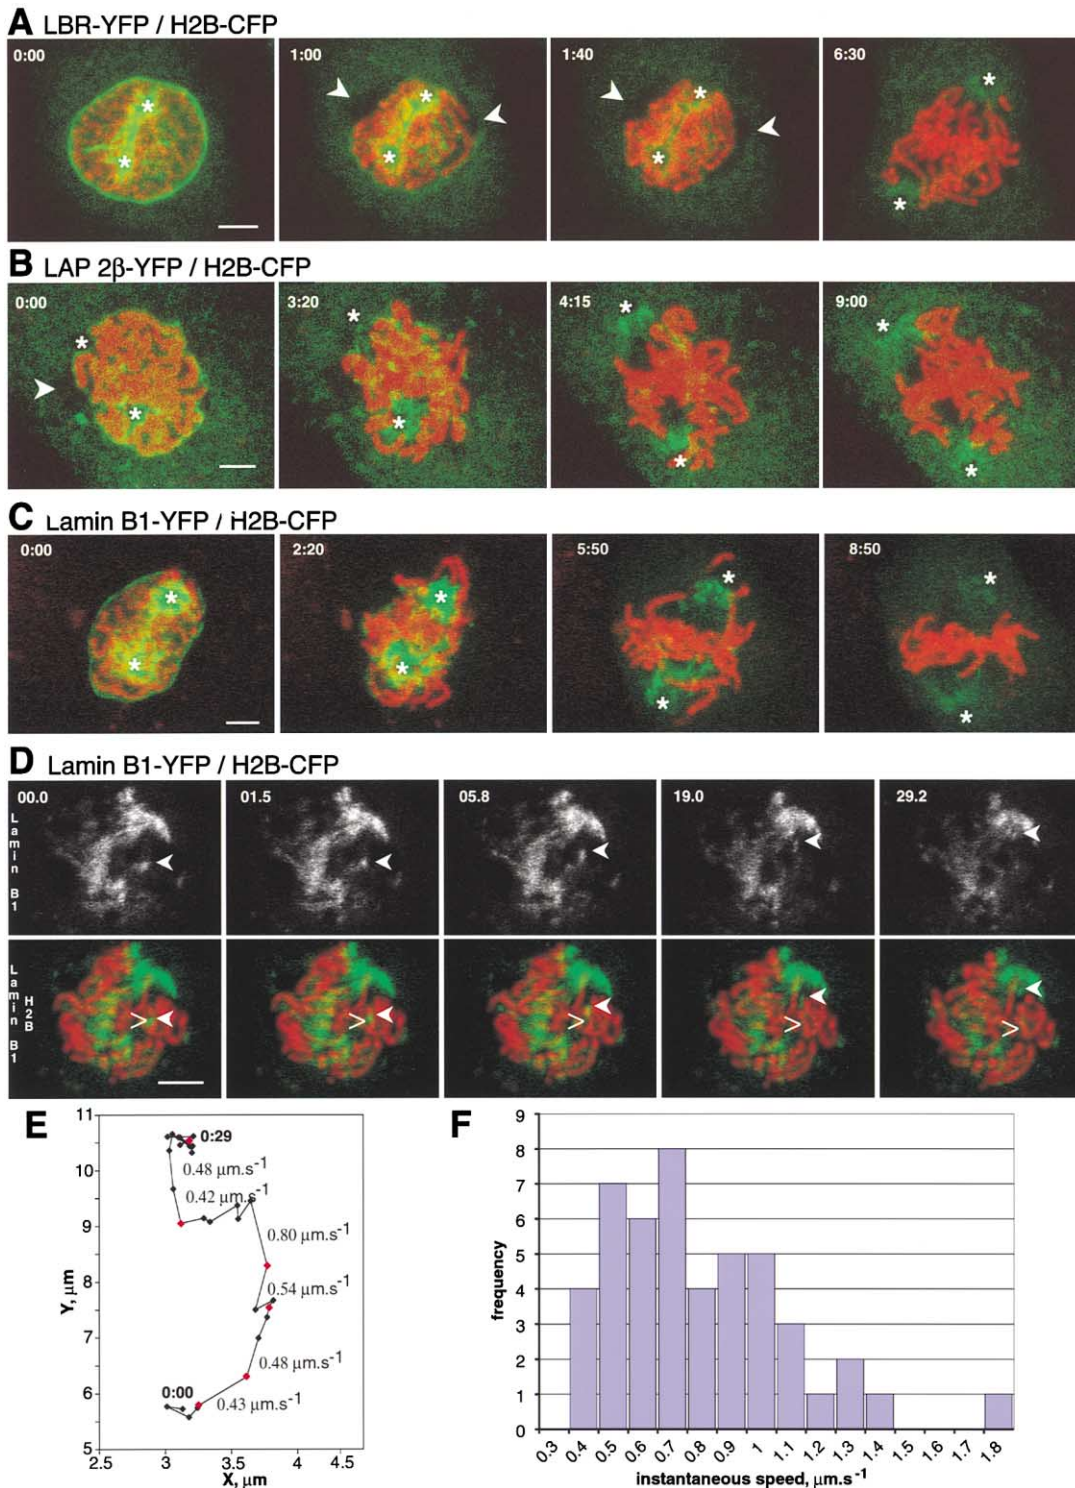 A LBR-YFP / H2B-CFP
0:00 1:00 1:40 6:30
B LAP 2β-YFP / H2B-CFP
0:00 3:20 4:15 9:00
C Lamin B1-YFP / H2B-CFP
0:00 2:20 5:50 8:50
D Lamin B1-YFP / H2B-CFP
00.0 01.5 05.8 19.0 29.2
Lamin B1
Lamin B1
H2B
E
11
10
9
8
7
6
5
Y, μm
0:29
0.48 μm.s⁻¹
0.42 μm.s⁻¹
0.80 μm.s⁻¹
0.54 μm.s⁻¹
0.48 μm.s⁻¹
0:00
0.43 μm.s⁻¹
2.5 3 3.5 4 4.5
X, μm
F
9
8
7
6
5
4
3
2
1
0
frequency
0.3 0.4 0.5 0.6 0.7 0.8 0.9 1 1.1 1.2 1.3 1.4 1.5 1.6 1.7 1.8
instantaneous speed, μm.s⁻¹